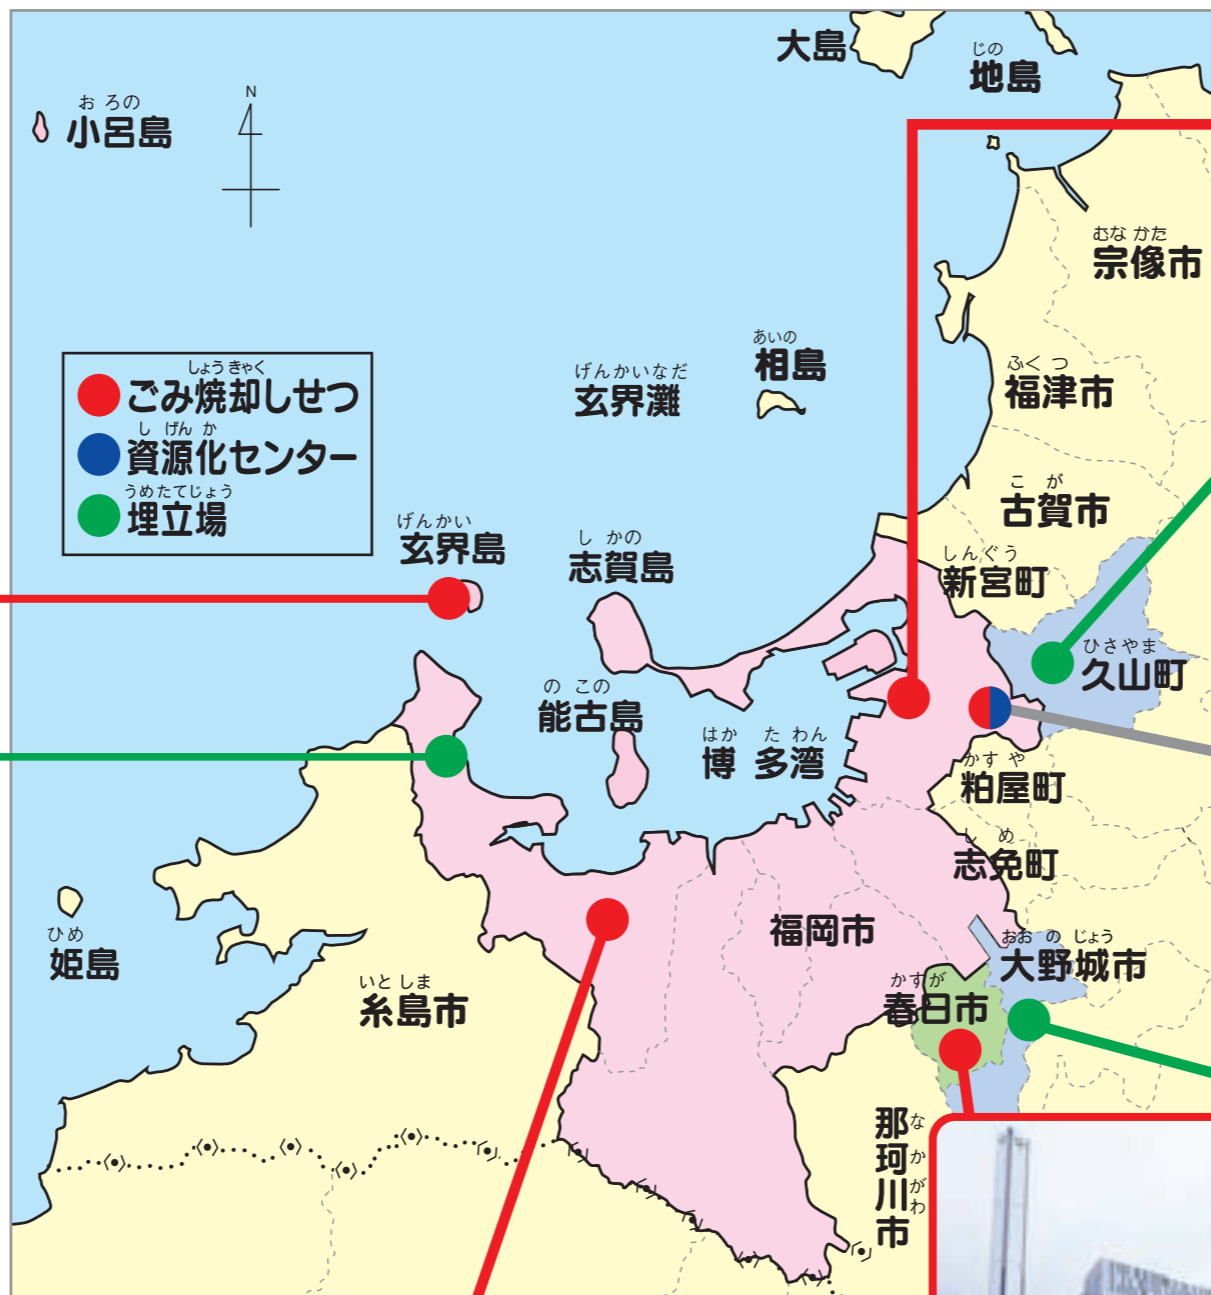 大島
じの
地島
お ろの
小呂島
N
むな かた
宗像市
しょう きゃく
ごみ焼却しせつ
し げん か
資源化センター
うめたてじょう
埋立場
げんかいなだ
玄界灘
あいの
相島
ふく つ
福津市
こ が
古賀市
げんかい
玄界島
し かの
志賀島
しんぐう
新宮町
ひさやま
久山町
の この
能古島
はか た わん
博多湾
かす や
粕屋町
し め
志免町
福岡市
おお の じょう
大野城市
かすが
春日市
ひめ
姫島
いと しま
糸島市
な か がわ
那珂川市